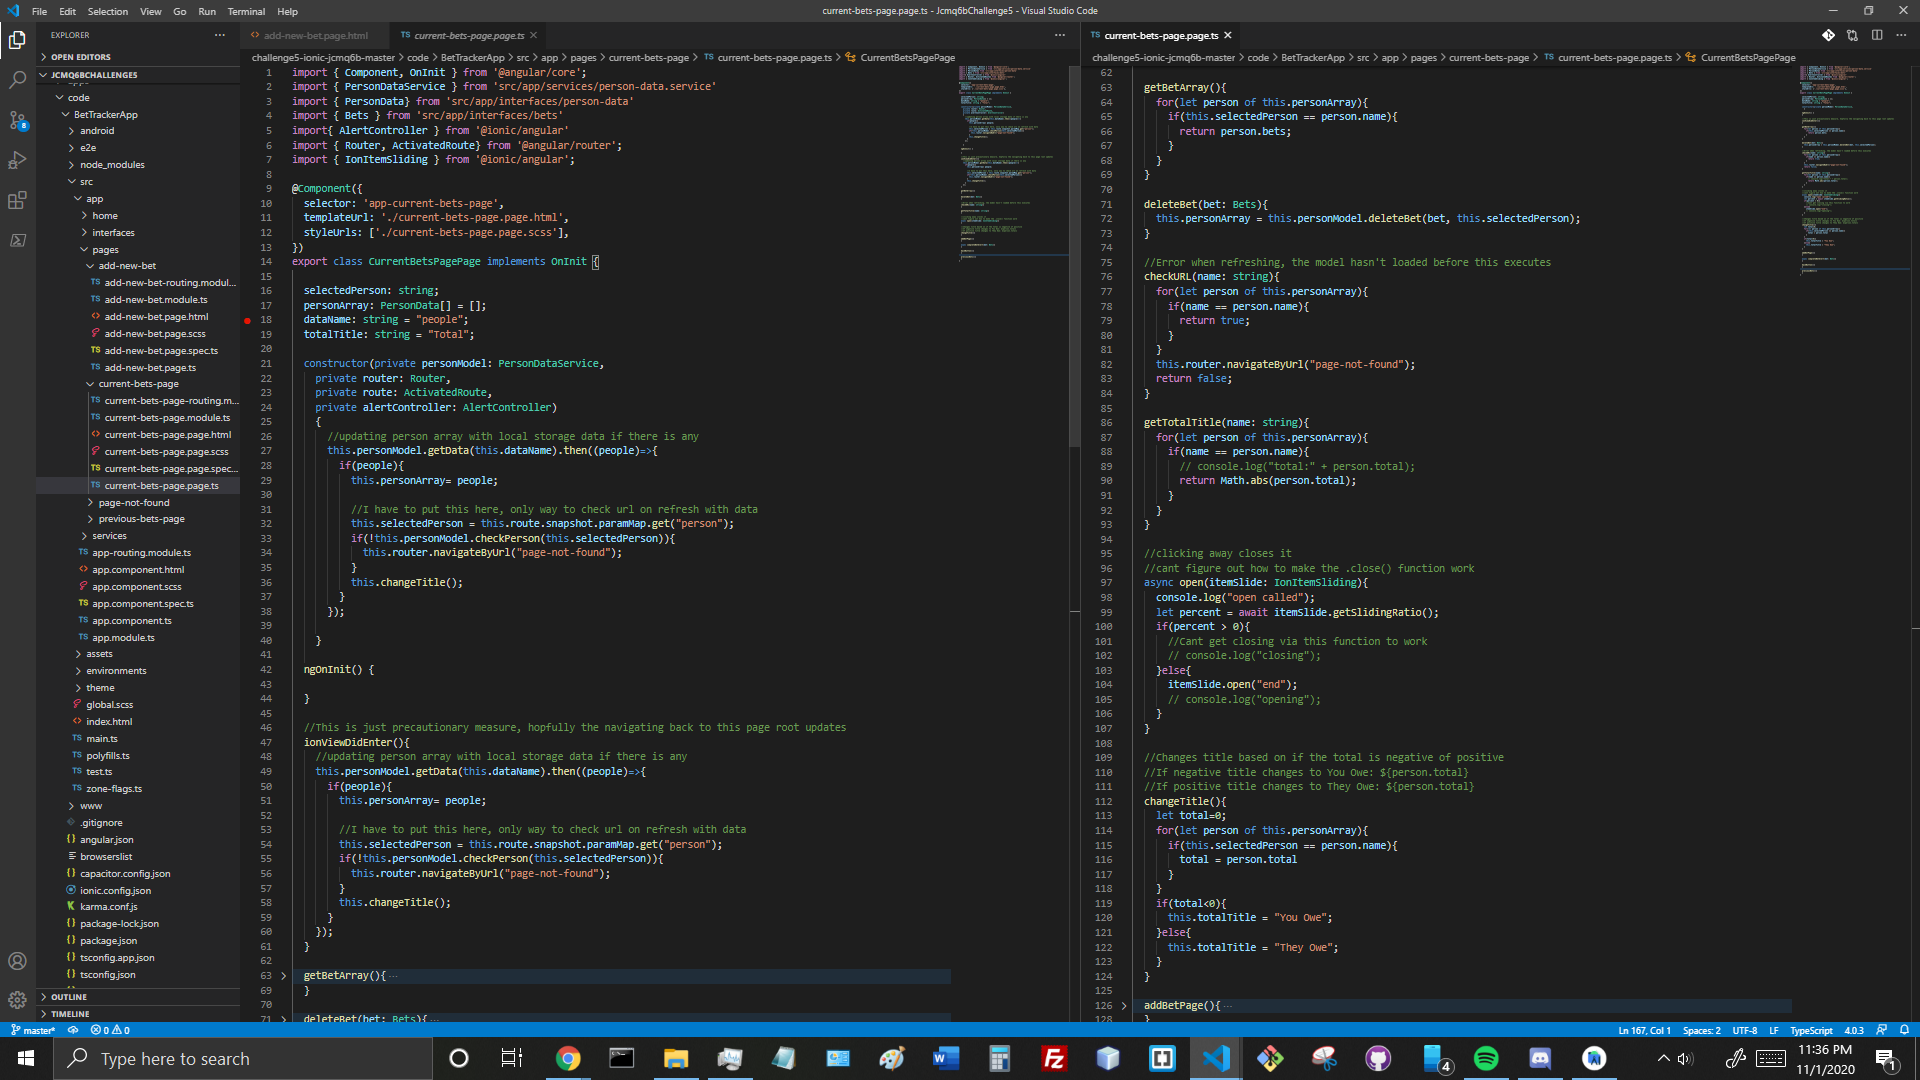 File Edit Selection View Go Run Terminal Help
current-bets-page.page.ts - Jcmq6bChallenge5 - Visual Studio Code
EXPLORER
OPEN EDITORS
JCMQ6BCHALLENGE5
code
BetTrackerApp
android
e2e
node_modules
src
app
home
interfaces
pages
add-new-bet
add-new-bet-routing.modul...
add-new-bet.module.ts
add-new-bet.page.html
add-new-bet.page.scss
add-new-bet.page.spec.ts
add-new-bet.page.ts
current-bets-page
current-bets-page-routing.m...
current-bets-page.module.ts
current-bets-page.page.html
current-bets-page.page.scss
current-bets-page.page.spec...
current-bets-page.page.ts
page-not-found
previous-bets-page
services
app-routing.module.ts
app.component.html
app.component.scss
app.component.spec.ts
app.component.ts
app.module.ts
assets
environments
theme
global.scss
index.html
main.ts
polyfills.ts
test.ts
zone-flags.ts
www
.gitignore
angular.json
browserslist
capacitor.config.json
ionic.config.json
karma.conf.js
package-lock.json
package.json
tsconfig.app.json
tsconfig.json
OUTLINE
TIMELINE
add-new-bet.page.html
current-bets-page.page.ts
challenge5-ionic-jcmq6b-master > code > BetTrackerApp > src > app > pages > current-bets-page > TS current-bets-page.page.ts > CurrentBetsPagePage
1 import { Component, OnInit } from '@angular/core';
2 import { PersonDataService } from 'src/app/services/person-data.service'
3 import { PersonData} from 'src/app/interfaces/person-data'
4 import { Bets } from 'src/app/interfaces/bets'
5 import{ AlertController } from '@ionic/angular'
6 import { Router, ActivatedRoute} from '@angular/router';
7 import { IonItemSliding } from '@ionic/angular';
8
9 @Component({
10 selector: 'app-current-bets-page',
11 templateUrl: './current-bets-page.page.html',
12 styleUrls: ['./current-bets-page.page.scss'],
13 })
14 export class CurrentBetsPagePage implements OnInit {
15
16 selectedPerson: string;
17 personArray: PersonData[] = [];
18 dataName: string = "people";
19 totalTitle: string = "Total";
20
21 constructor(private personModel: PersonDataService,
22 private router: Router,
23 private route: ActivatedRoute,
24 private alertController: AlertController)
25 {
26 //updating person array with local storage data if there is any
27 this.personModel.getData(this.dataName).then((people)=>{
28 if(people){
29 this.personArray= people;
30
31 //I have to put this here, only way to check url on refresh with data
32 this.selectedPerson = this.route.snapshot.paramMap.get("person");
33 if(!this.personModel.checkPerson(this.selectedPerson)){
34 this.router.navigateByUrl("page-not-found");
35 }
36 this.changeTitle();
37 }
38 });
39
40 }
41
42 ngOnInit() {
43
44 }
45
46 //This is just precautionary measure, hopfully the navigating back to this page root updates
47 ionViewDidEnter(){
48 //updating person array with local storage data if there is any
49 this.personModel.getData(this.dataName).then((people)=>{
50 if(people){
51 this.personArray= people;
52
53 //I have to put this here, only way to check url on refresh with data
54 this.selectedPerson = this.route.snapshot.paramMap.get("person");
55 if(!this.personModel.checkPerson(this.selectedPerson)){
56 this.router.navigateByUrl("page-not-found");
57 }
58 this.changeTitle();
59 }
60 });
61 }
62
63 getBetArray(){ ...
69 }
70
71 deleteBet(bet: Bets){ ...
TS current-bets-page.page.ts
challenge5-ionic-jcmq6b-master > code > BetTrackerApp > src > app > pages > current-bets-page > TS current-bets-page.page.ts > CurrentBetsPagePage
62
63 getBetArray(){
64 for(let person of this.personArray){
65 if(this.selectedPerson == person.name){
66 return person.bets;
67 }
68 }
69 }
70
71 deleteBet(bet: Bets){
72 this.personArray = this.personModel.deleteBet(bet, this.selectedPerson);
73 }
74
75 //Error when refreshing, the model hasn't loaded before this executes
76 checkURL(name: string){
77 for(let person of this.personArray){
78 if(name == person.name){
79 return true;
80 }
81 }
82 this.router.navigateByUrl("page-not-found");
83 return false;
84 }
85
86 getTotalTitle(name: string){
87 for(let person of this.personArray){
88 if(name == person.name){
89 // console.log("total:" + person.total);
90 return Math.abs(person.total);
91 }
92 }
93 }
94
95 //clicking away closes it
96 //cant figure out how to make the .close() function work
97 async open(itemSlide: IonItemSliding){
98 console.log("open called");
99 let percent = await itemSlide.getSlidingRatio();
100 if(percent > 0){
101 //Cant get closing via this function to work
102 // console.log("closing");
103 }else{
104 itemSlide.open("end");
105 // console.log("opening");
106 }
107 }
108
109 //Changes title based on if the total is negative of positive
110 //If negative title changes to You Owe: ${person.total}
111 //If positive title changes to They Owe: ${person.total}
112 changeTitle(){
113 let total=0;
114 for(let person of this.personArray){
115 if(this.selectedPerson == person.name){
116 total = person.total
117 }
118 }
119 if(total<0){
120 this.totalTitle = "You Owe";
121 }else{
122 this.totalTitle = "They Owe";
123 }
124 }
125
126 addBetPage(){ ...
128 }
master* 0 0
Ln 167, Col 1 Spaces: 2 UTF-8 LF TypeScript 4.0.3
Type here to search
11:36 PM
11/1/2020